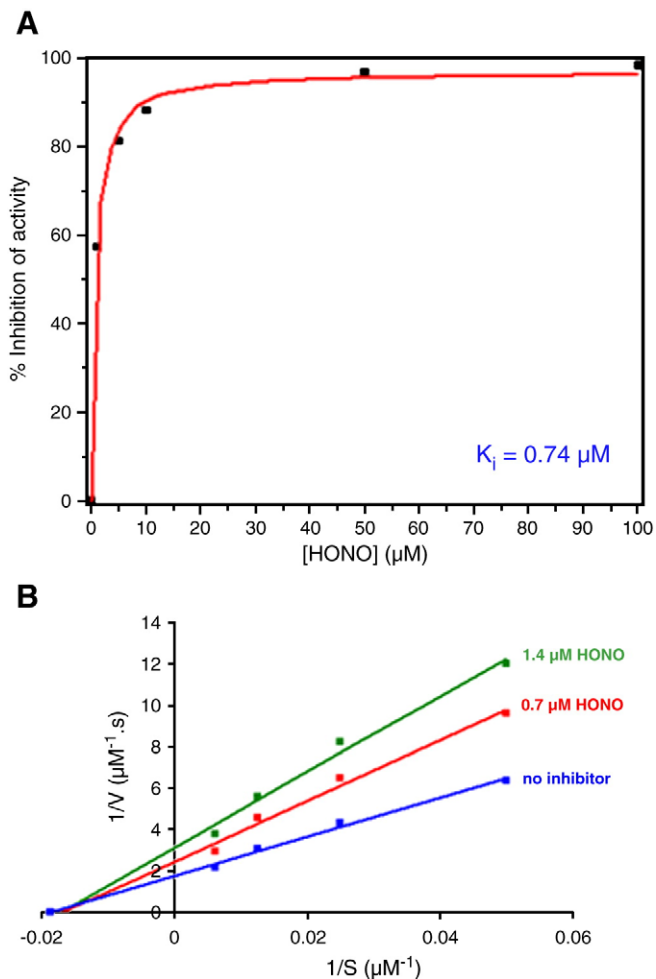 A
100
80
60
40
20
0
% Inhibition of activity
K_i = 0.74 µM
0 10 20 30 40 50 60 70 80 90 100
[HONO] (µM)
B
14
12
10
8
6
4
2
0
1/V (µM⁻¹.s)
1.4 µM HONO
0.7 µM HONO
no inhibitor
-0.02 0 0.02 0.04 0.06
1/S (µM⁻¹)